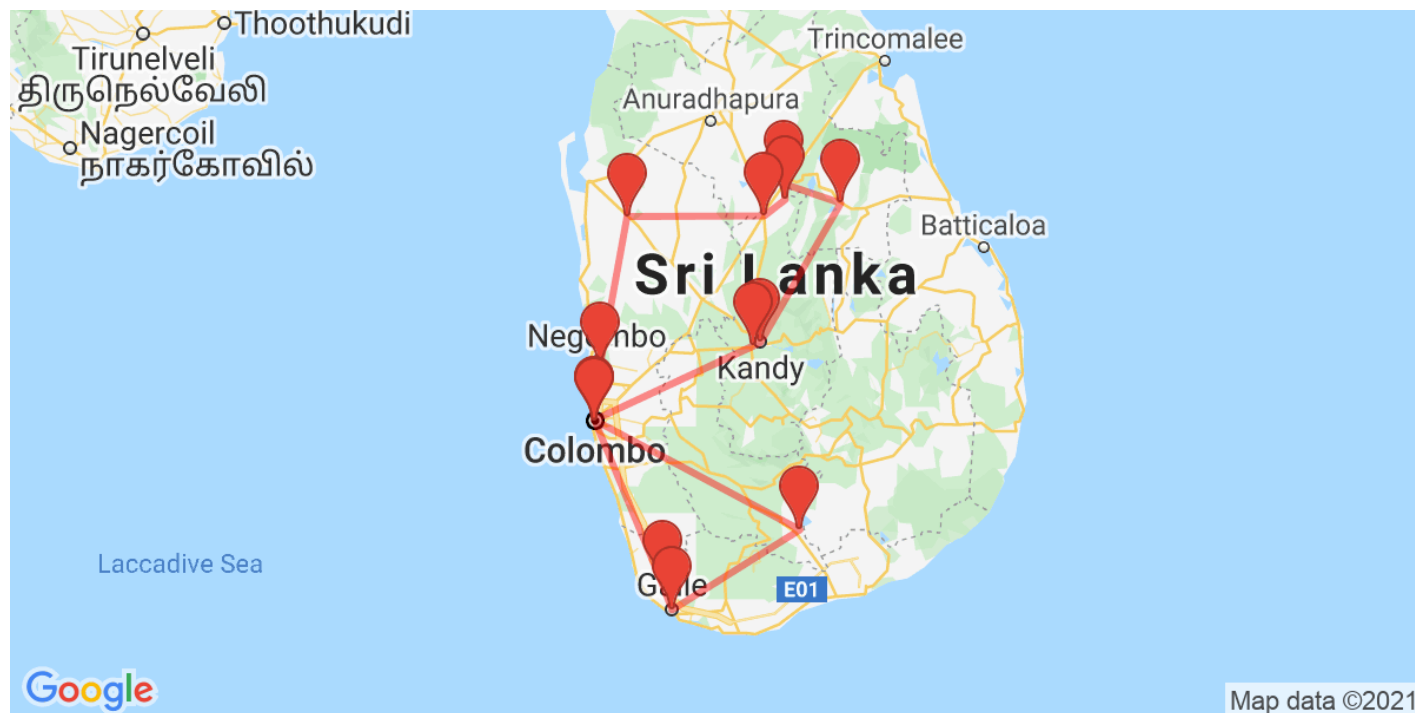 Thoothukudi
Tirunelveli
திருநெல்வேலி
Nagercoil
நாகர்கோவில்
Trincomalee
Anuradhapura
Batticaloa
Sri Lanka
Negombo
Kandy
Colombo
Laccadive Sea
Galle
E01
Google
Map data ©2021